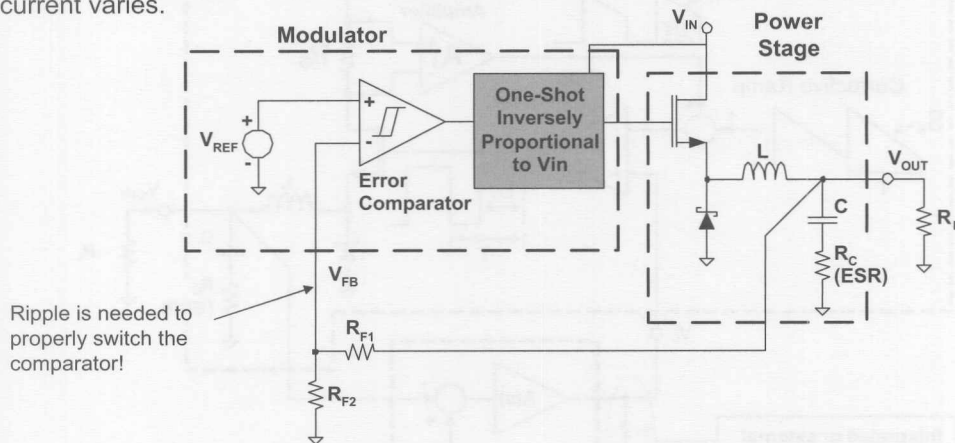 current varies.
V_IN
Power
Stage
Modulator
One-Shot
Inversely
Proportional
to Vin
+
-
+
V_REF
-
Error
Comparator
L
V_OUT
C
R_C
(ESR)
V_FB
Ripple is needed to
properly switch the
comparator!
R_F1
R_F2